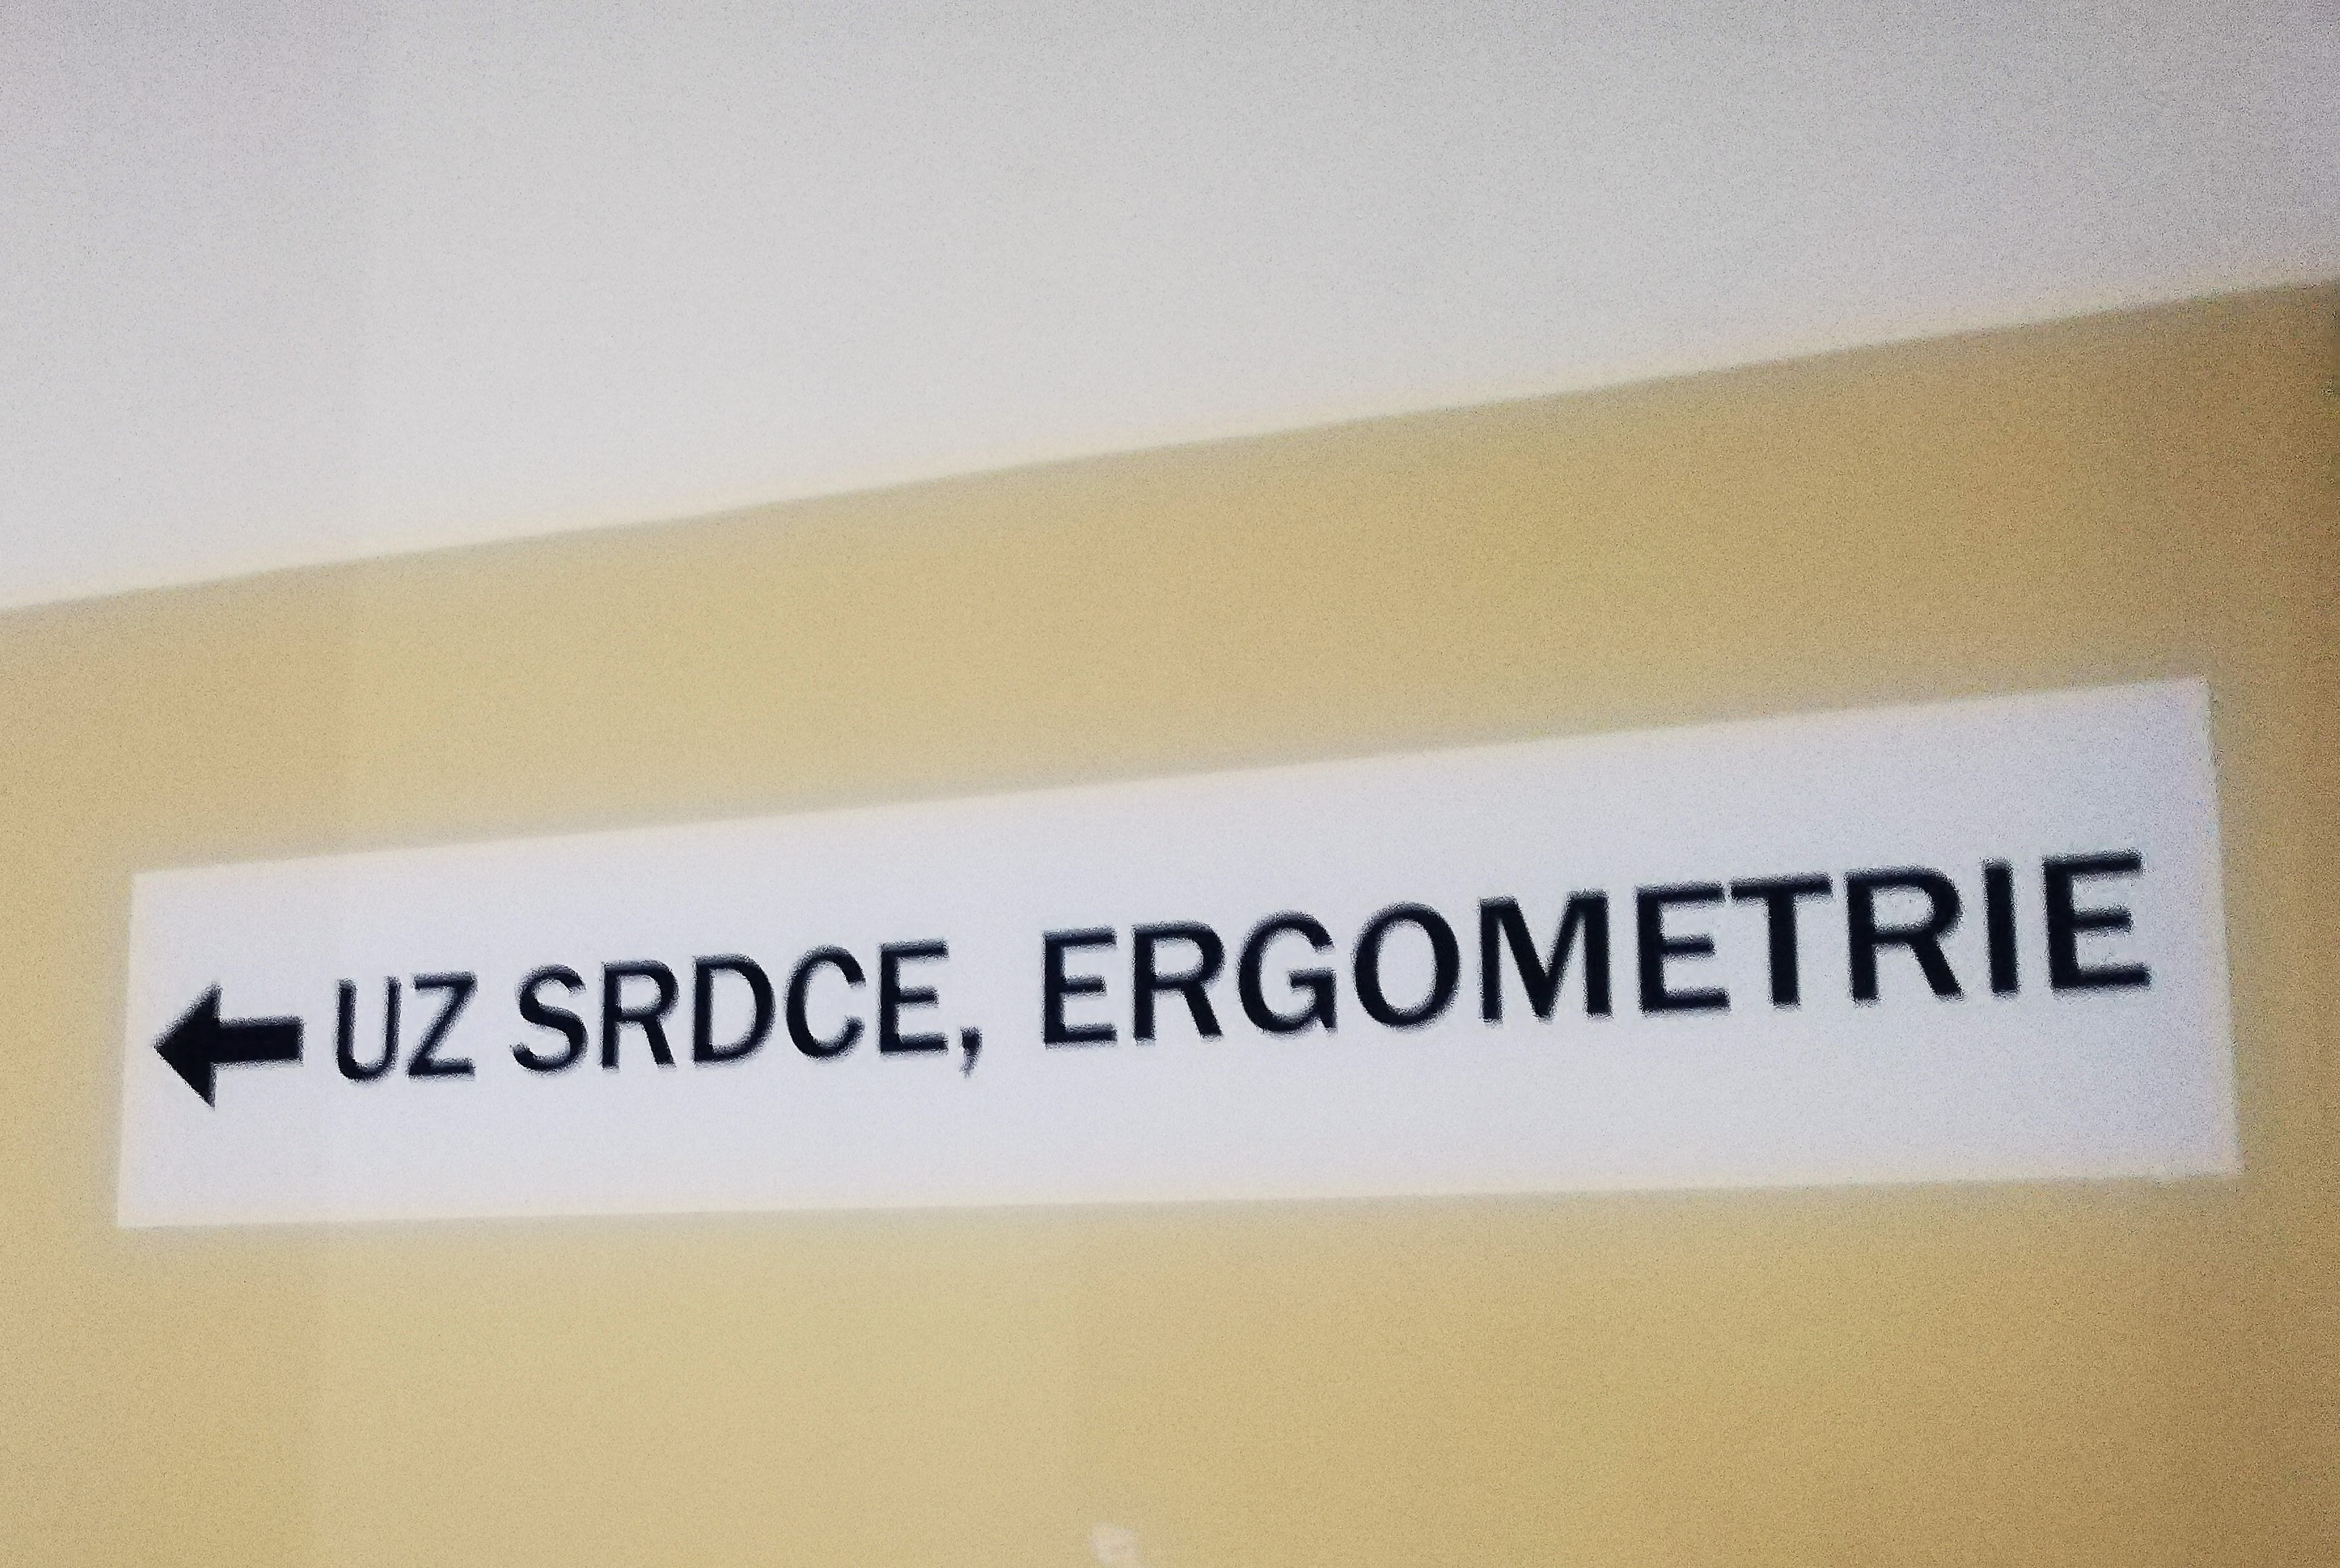 ← UZ SRDCE, ERGOMETRIE